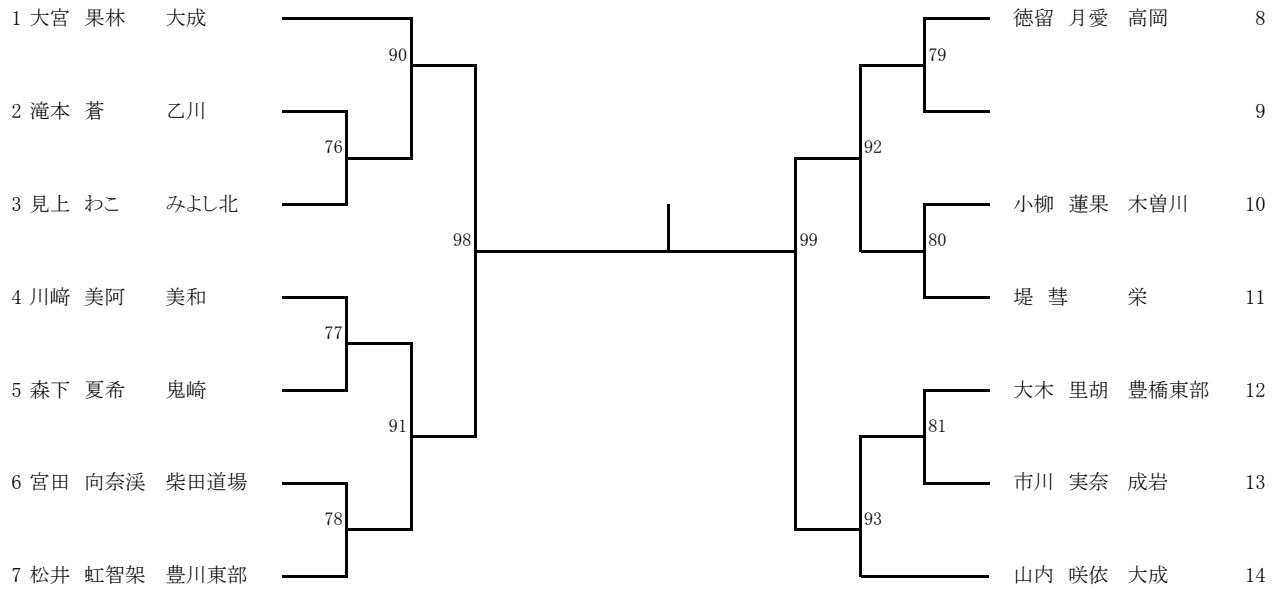 1 大宮 果林 大成
90
2 滝本 蒼 乙川
76
3 見上 わこ みよし北
98
4 川﨑 美阿 美和
77
5 森下 夏希 鬼崎
91
6 宮田 向奈渓 柴田道場
78
7 松井 虹智架 豊川東部
徳留 月愛 高岡 8
79
9
92
小柳 蓮果 木曽川 10
99
80
堤 彗 栄 11
大木 里胡 豊橋東部 12
81
市川 実奈 成岩 13
93
山内 咲依 大成 14